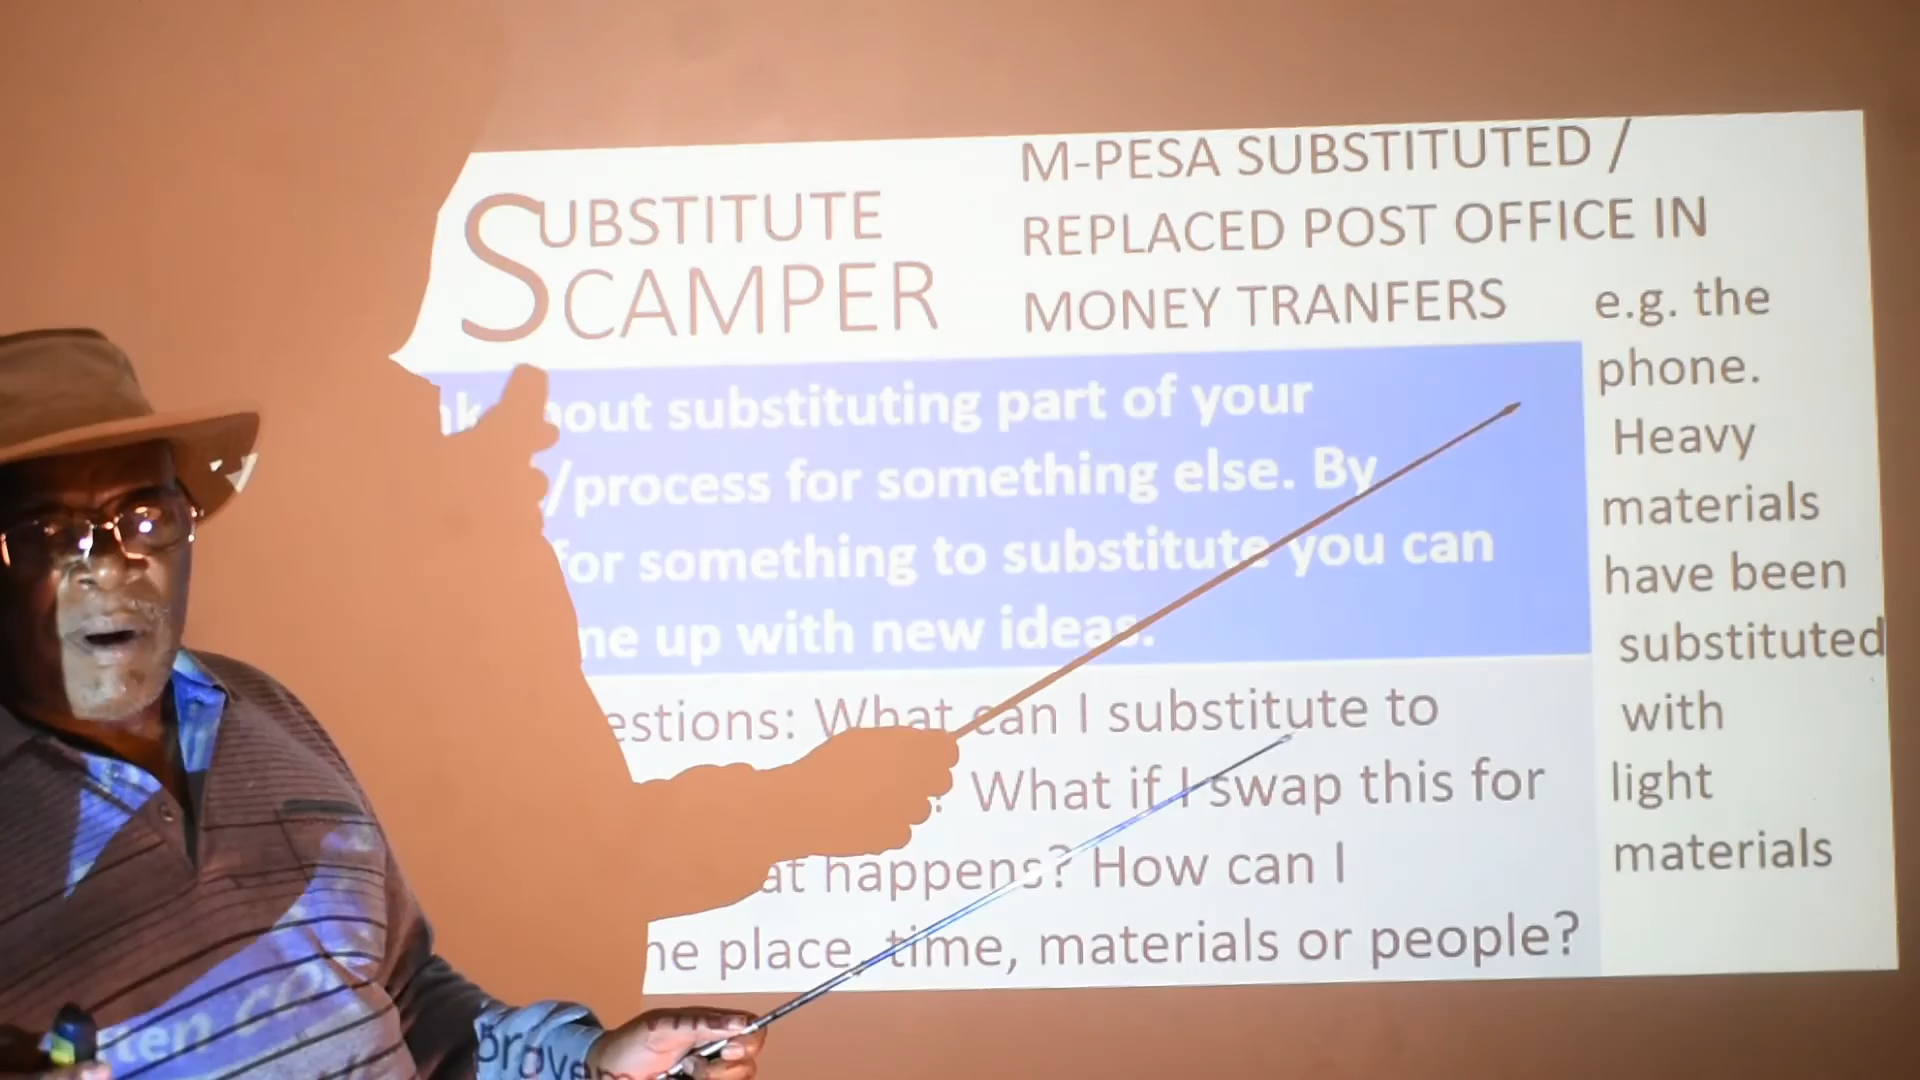 SUBSTITUTE
SCAMPER
M-PESA SUBSTITUTED /
REPLACED POST OFFICE IN
MONEY TRANFERS
out substituting part of your
/process for something else. By
for something to substitute you can
me up with new ideas.
estions: What can I substitute to
? What if I swap this for
at happens? How can I
he place, time, materials or people?
e.g. the
phone.
Heavy
materials
have been
substituted
with
light
materials